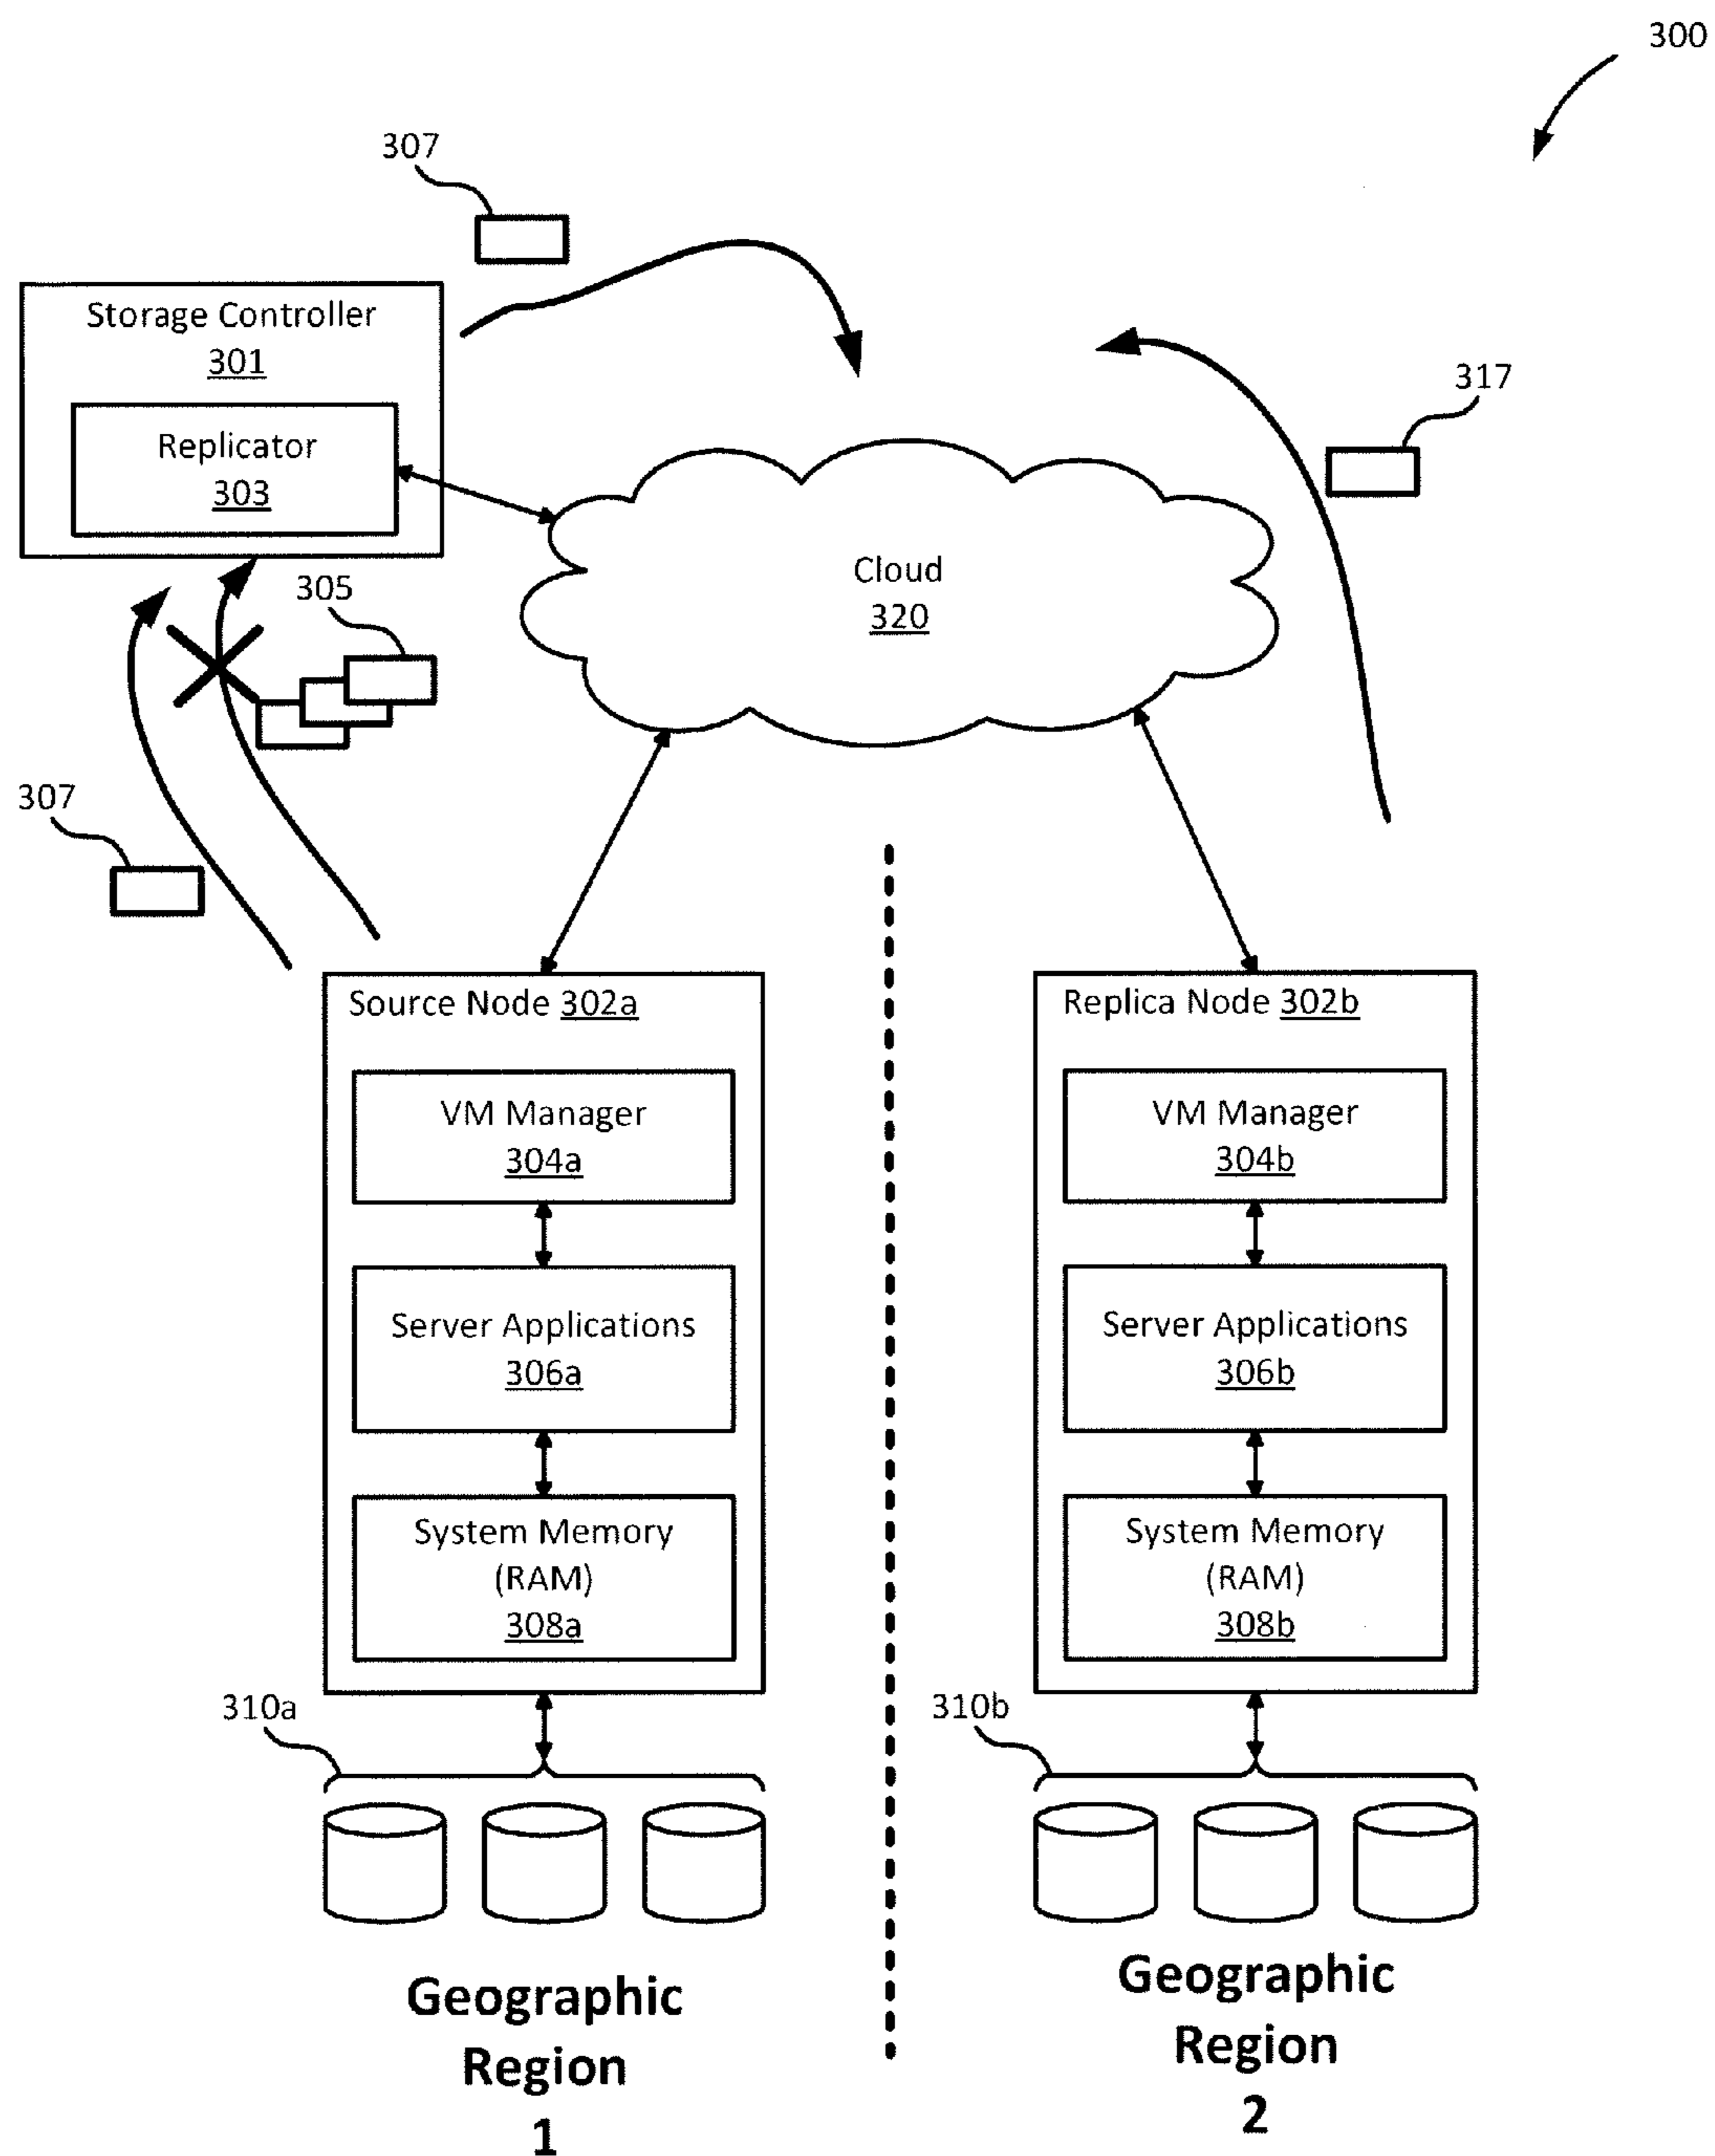 300
307
Storage Controller
301
Replicator
303
317
Cloud
320
305
307
Source Node 302a
VM Manager
304a
Server Applications
306a
System Memory
(RAM)
308a
310a
Replica Node 302b
VM Manager
304b
Server Applications
306b
System Memory
(RAM)
308b
310b
Geographic
Region
1
Geographic
Region
2